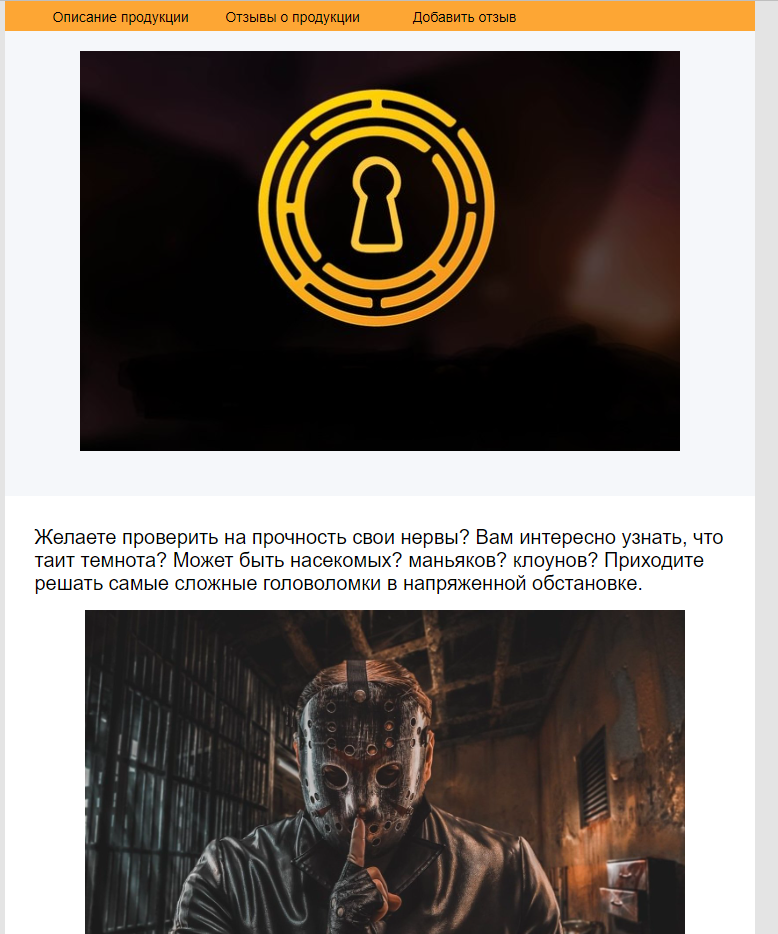 Описание продукции Отзывы о продукции Добавить отзыв
Желаете проверить на прочность свои нервы? Вам интересно узнать, что
таит темнота? Может быть насекомых? маньяков? клоунов? Приходите
решать самые сложные головоломки в напряженной обстановке.